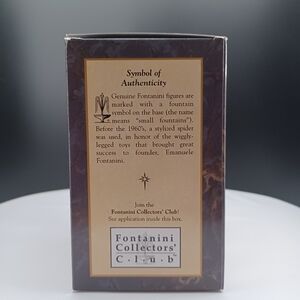 Symbol of
Authenticity
Genuine Fontanini figures are
marked with a fountain
symbol on the base (the name
means "small fountains").
Before the 1960's, a stylized spider
was used, in honor of the wiggly-
legged toys that brought great
success to founder, Emanuele
Fontanini.
Join the
Fontanini Collectors' Club!
See application inside this box.
Fontanini
Collectors'
C·l·u·b